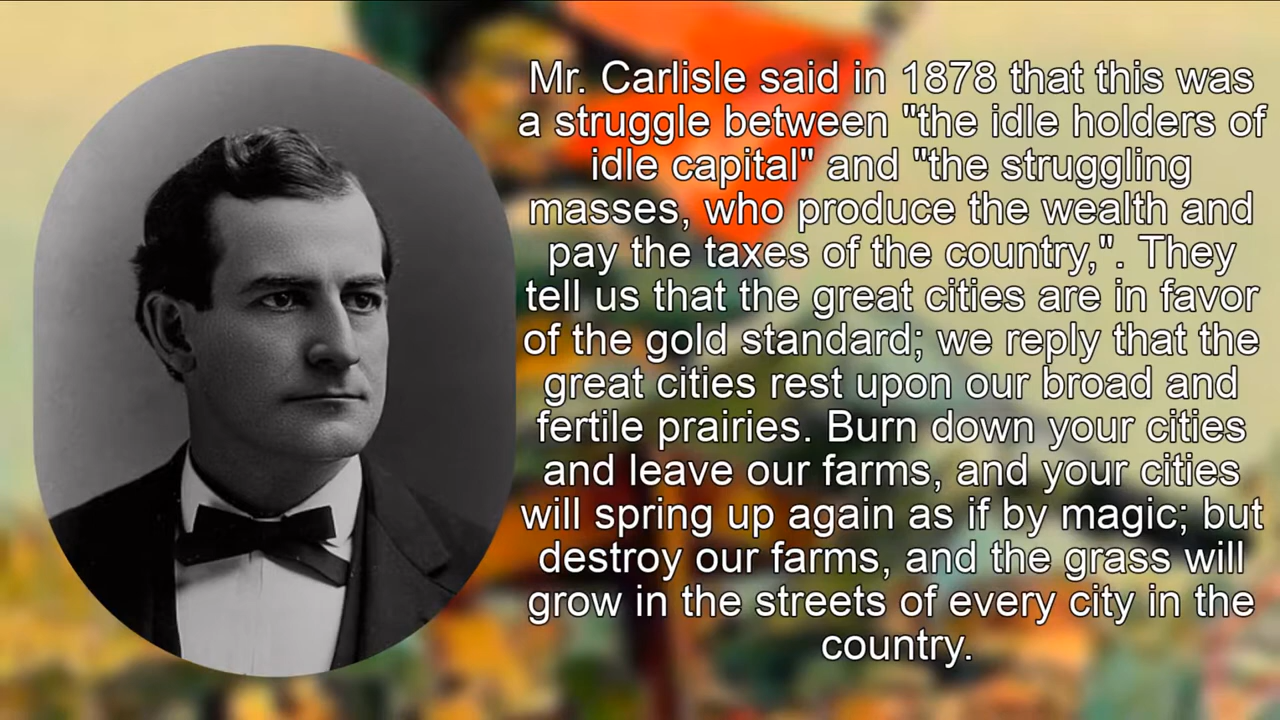 Mr. Carlisle said in 1878 that this was
a struggle between "the idle holders of
idle capital" and "the struggling
masses, who produce the wealth and
pay the taxes of the country,". They
tell us that the great cities are in favor
of the gold standard; we reply that the
great cities rest upon our broad and
fertile prairies. Burn down your cities
and leave our farms, and your cities
will spring up again as if by magic; but
destroy our farms, and the grass will
grow in the streets of every city in the
country.